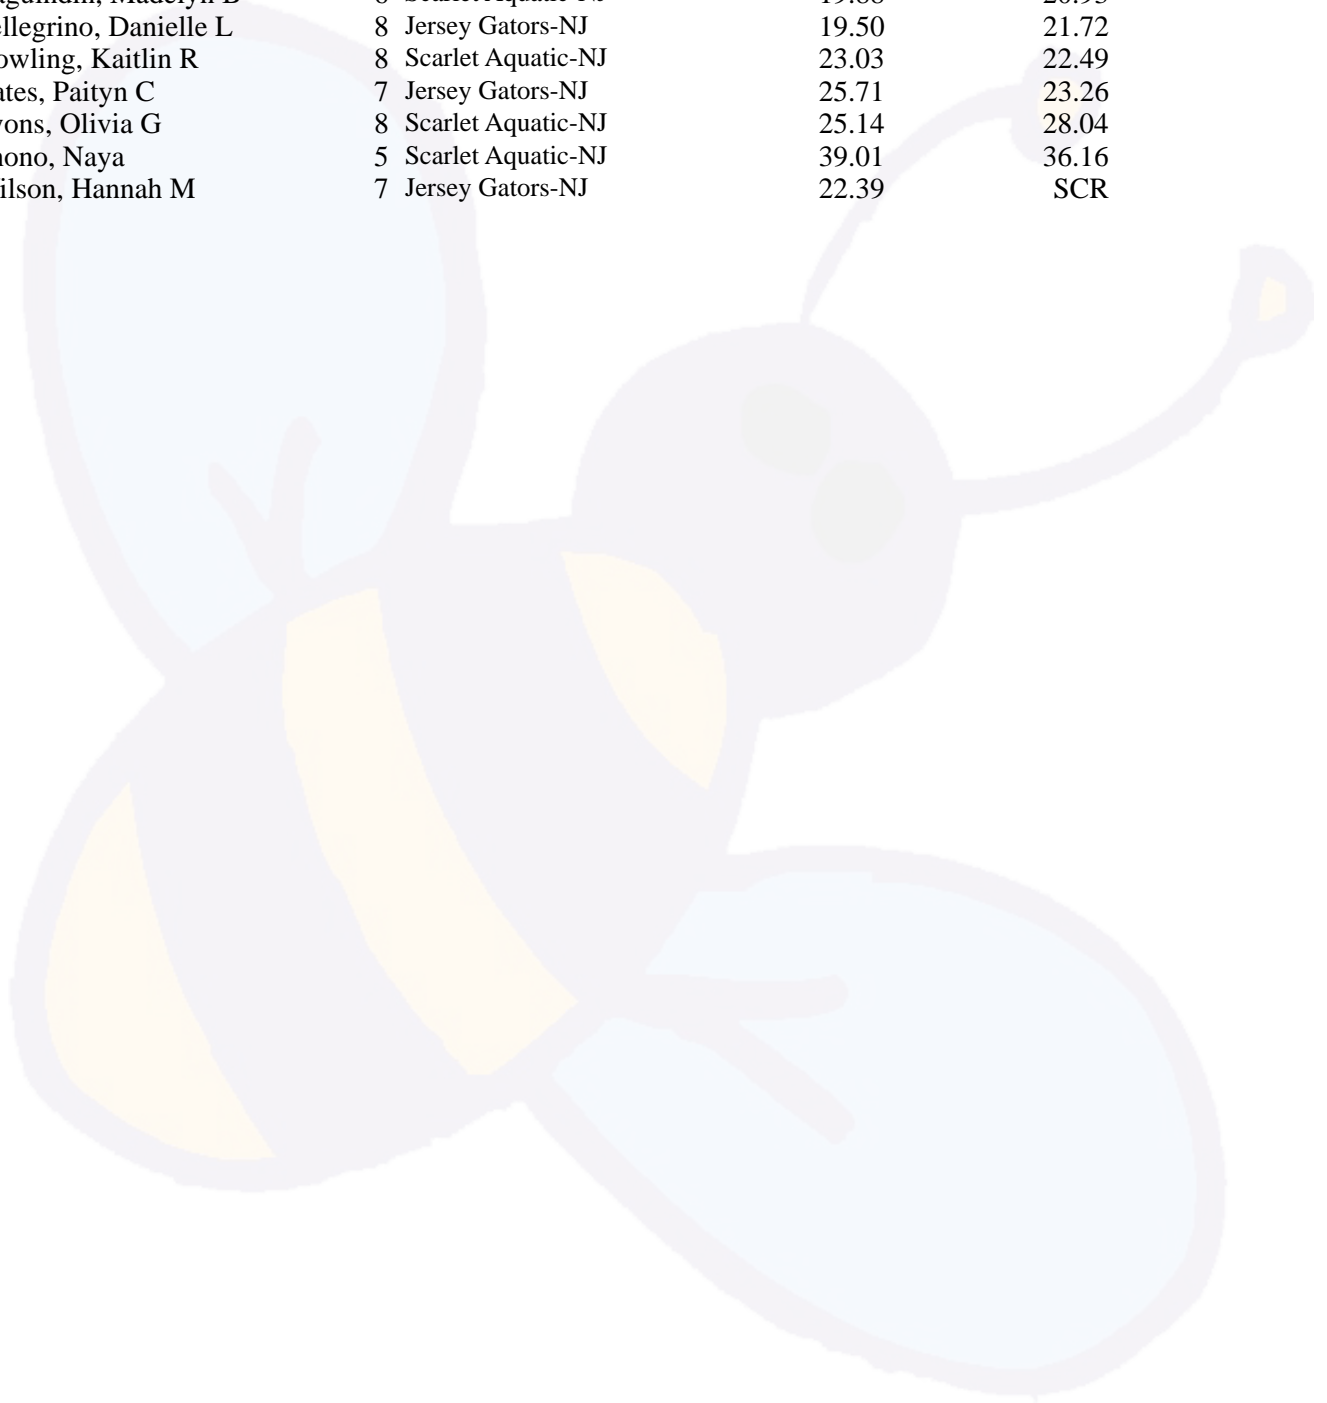 ellegrino, Danielle L 8 Jersey Gators-NJ 19.50 21.72
owling, Kaitlin R 8 Scarlet Aquatic-NJ 23.03 22.49
ates, Paityn C 7 Jersey Gators-NJ 25.71 23.26
yons, Olivia G 8 Scarlet Aquatic-NJ 25.14 28.04
nono, Naya 5 Scarlet Aquatic-NJ 39.01 36.16
ilson, Hannah M 7 Jersey Gators-NJ 22.39 SCR